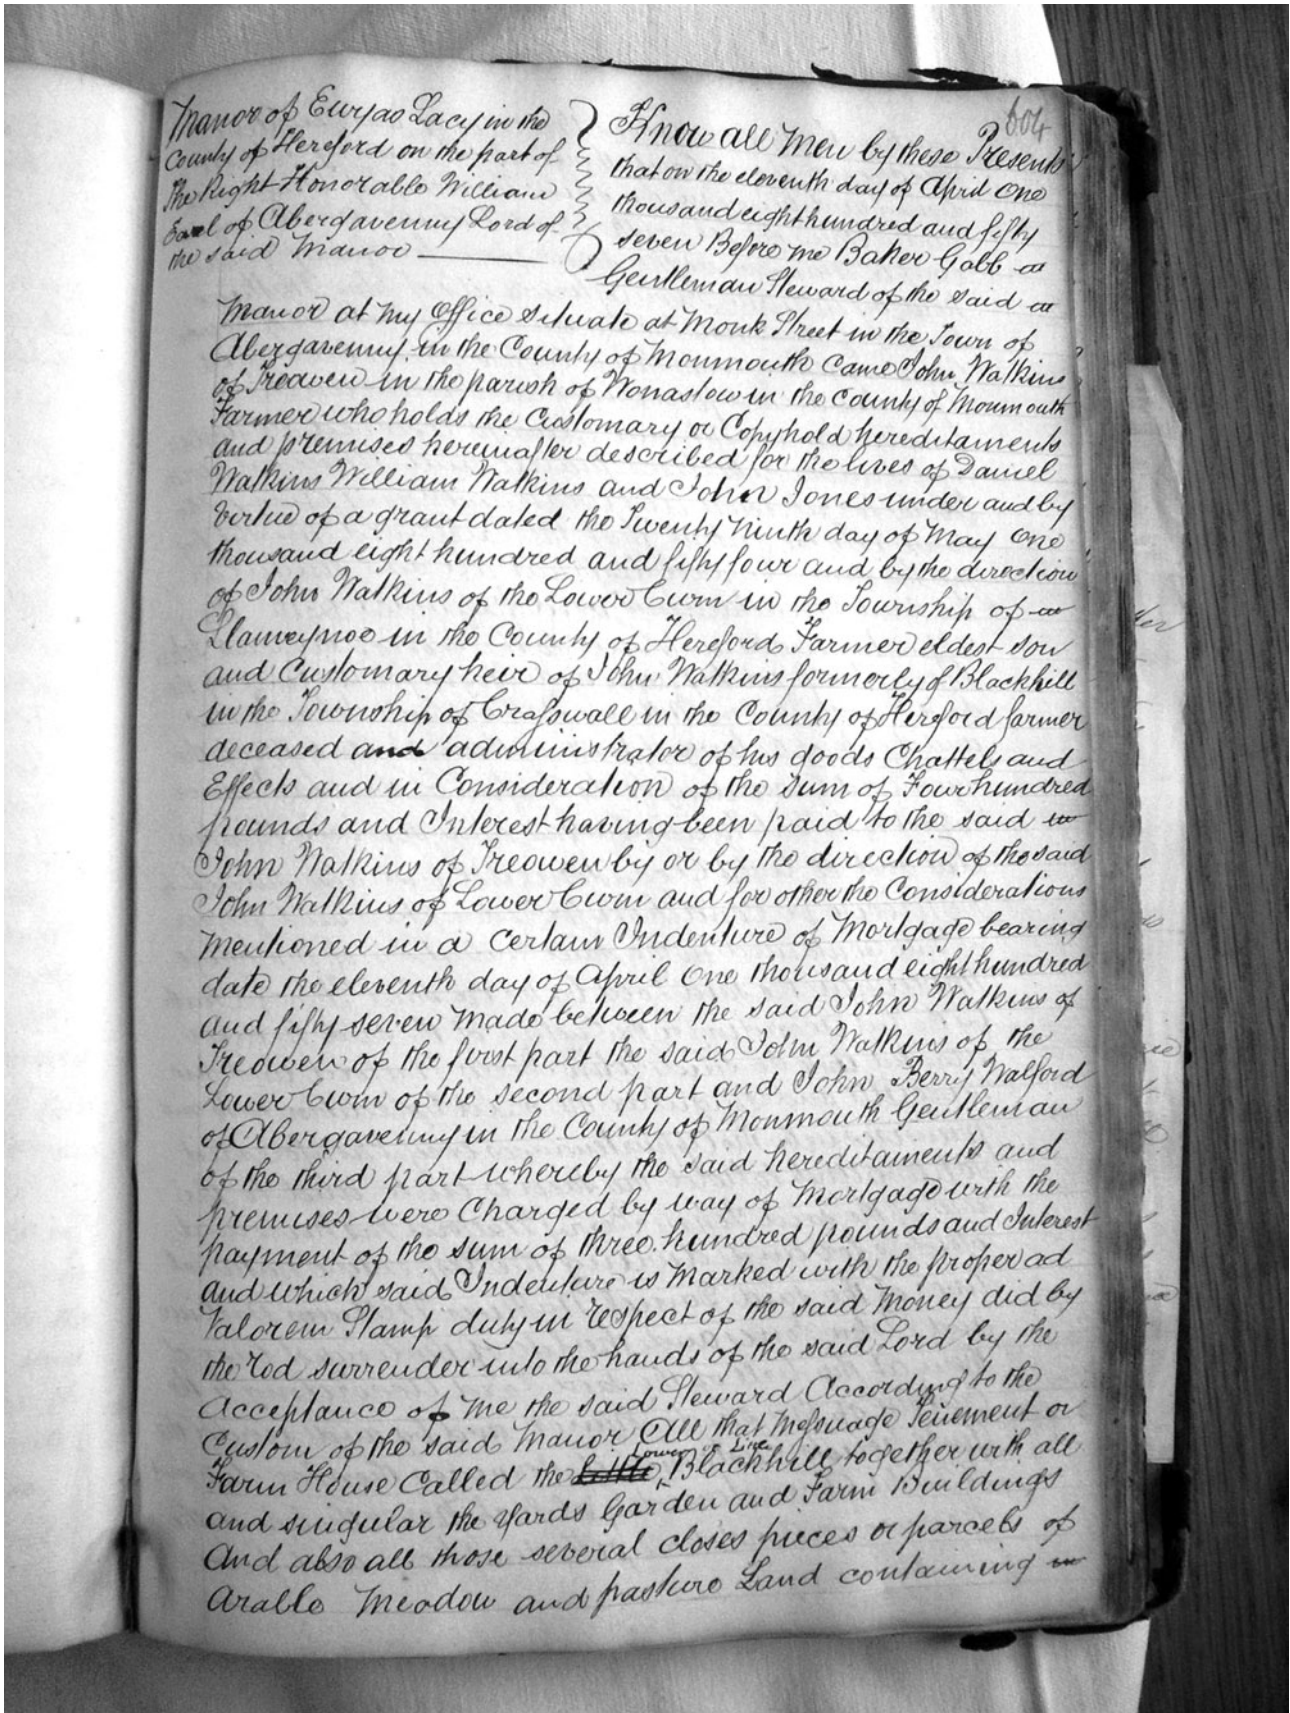 604
Manor of Ewyas Lacy in the
County of Hereford on the part of
the Right Honorable William
Earl of Abergavenny Lord of
the said Manor
Know all Men by these Presents
that on the eleventh day of April One
thousand eight hundred and fifty
seven Before me Baker Gabb
Gentleman Steward of the said
Manor at my Office situate at Monk Street in the Town of
Abergavenny in the County of Monmouth Came John Watkins
of Treowen in the parish of Wonastow in the County of Monmouth
Farmer who holds the Customary or Copyhold hereditaments
and premises hereinafter described for the lives of Daniel
Watkins William Watkins and John Jones under and by
Virtue of a grant dated the Twenty Ninth day of May One
thousand eight hundred and fifty four and by the direction
of John Watkins of the Lower Cwm in the Township of
Llanveynoe in the County of Hereford Farmer eldest son
and Customary heir of John Watkins formerly of Blackhill
in the Township of Crasswall in the County of Hereford farmer
deceased and administrator of his goods Chattels and
Effects and in Consideration of the Sum of Four hundred
pounds and Interest having been paid to the said
John Watkins of Treowen by or by the direction of the said
John Watkins of Lower Cwm and for other the Considerations
Mentioned in a Certain Indenture of Mortgage bearing
date the eleventh day of April One thousand eight hundred
and fifty seven Made between the said John Watkins of
Treowen of the first part the said John Watkins of the
Lower Cwm of the second part and John Berry Walford
of Abergavenny in the County of Monmouth Gentleman
of the third part whereby the said hereditaments and
premises were Charged by way of Mortgage with the
payment of the sum of three hundred pounds and Interest
and which said Indenture is Marked with the proper ad
Valorem Stamp duty in respect of the said Money did by
the rod surrender into the hands of the said Lord by the
Acceptance of me the said Steward According to the
Custom of the said Manor All that Messuage Tenement or
Farm House Called the Little Lower or Little Blackhill together with all
and singular the Yards Garden and Farm Buildings
And also all those several closes pieces or parcels of
Arable Meadow and pasture Land containing